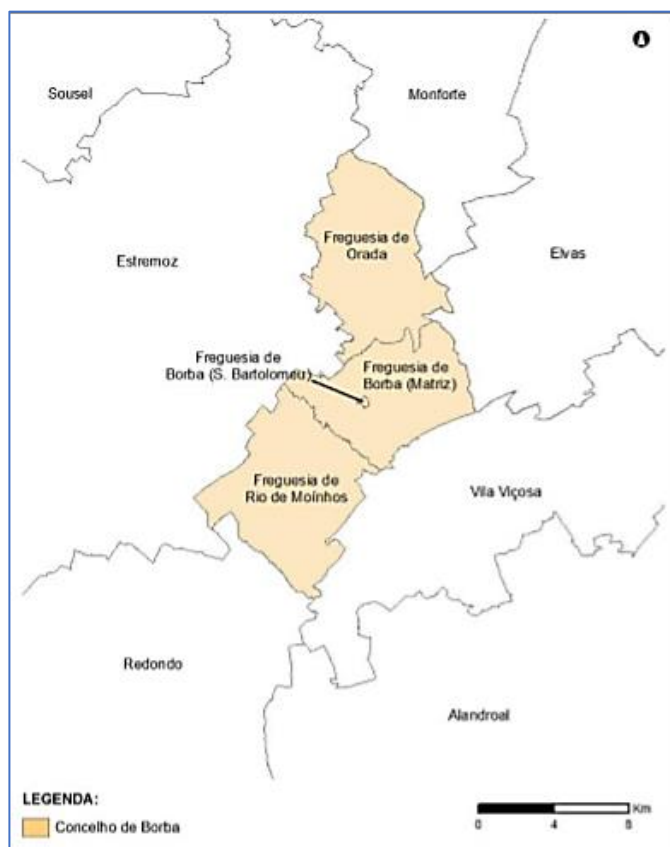 Sousel
Monforte
Freguesia de
Orada
Estremoz
Elvas
Freguesia de
Borba (S. Bartolomeu)
Freguesia de
Borba (Matriz)
Freguesia de
Rio de Moínhos
Vila Viçosa
Redondo
Alandroal
LEGENDA:
Concelho de Borba
Km
0 4 8